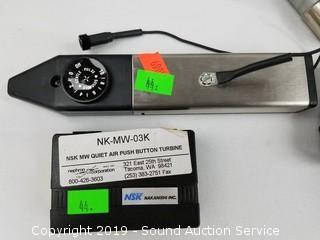 44.
NK-MW-03K
NSK MW QUIET AIR PUSH BUTTON TURBINE
321 East 25th Street
Tacoma, WA 98421
800-426-3603
(253) 383-2751 Fax
44.
NSK NAKANISHI INC.
Copyright 2019 - Sound Auction Service